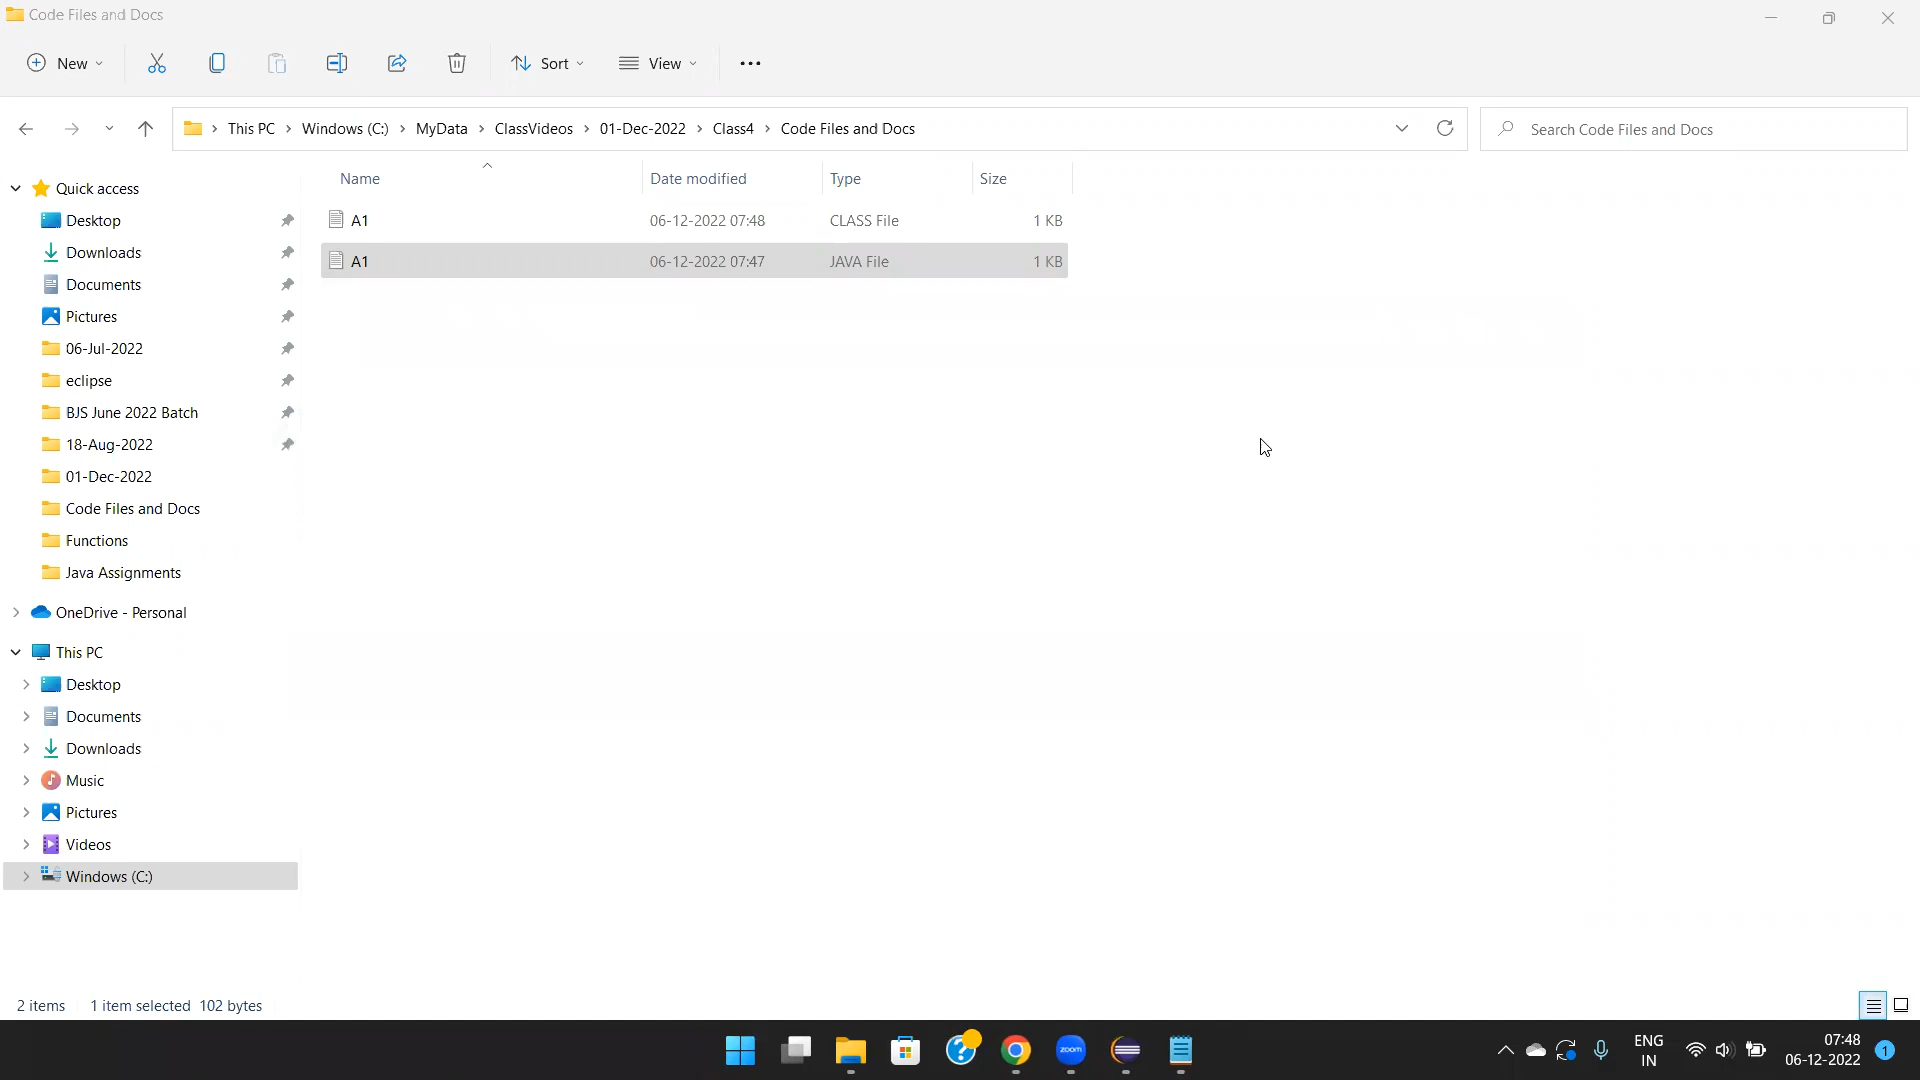 Code Files and Docs
New
Sort
View
This PC > Windows (C:) > MyData > ClassVideos > 01-Dec-2022 > Class4 > Code Files and Docs
Search Code Files and Docs
Name Date modified Type Size
A1 06-12-2022 07:48 CLASS File 1 KB
A1 06-12-2022 07:47 JAVA File 1 KB
Quick access
Desktop
Downloads
Documents
Pictures
06-Jul-2022
eclipse
BJS June 2022 Batch
18-Aug-2022
01-Dec-2022
Code Files and Docs
Functions
Java Assignments
OneDrive - Personal
This PC
Desktop
Documents
Downloads
Music
Pictures
Videos
Windows (C:)
2 items 1 item selected 102 bytes
zoom
ENG
IN
07:48
06-12-2022
1